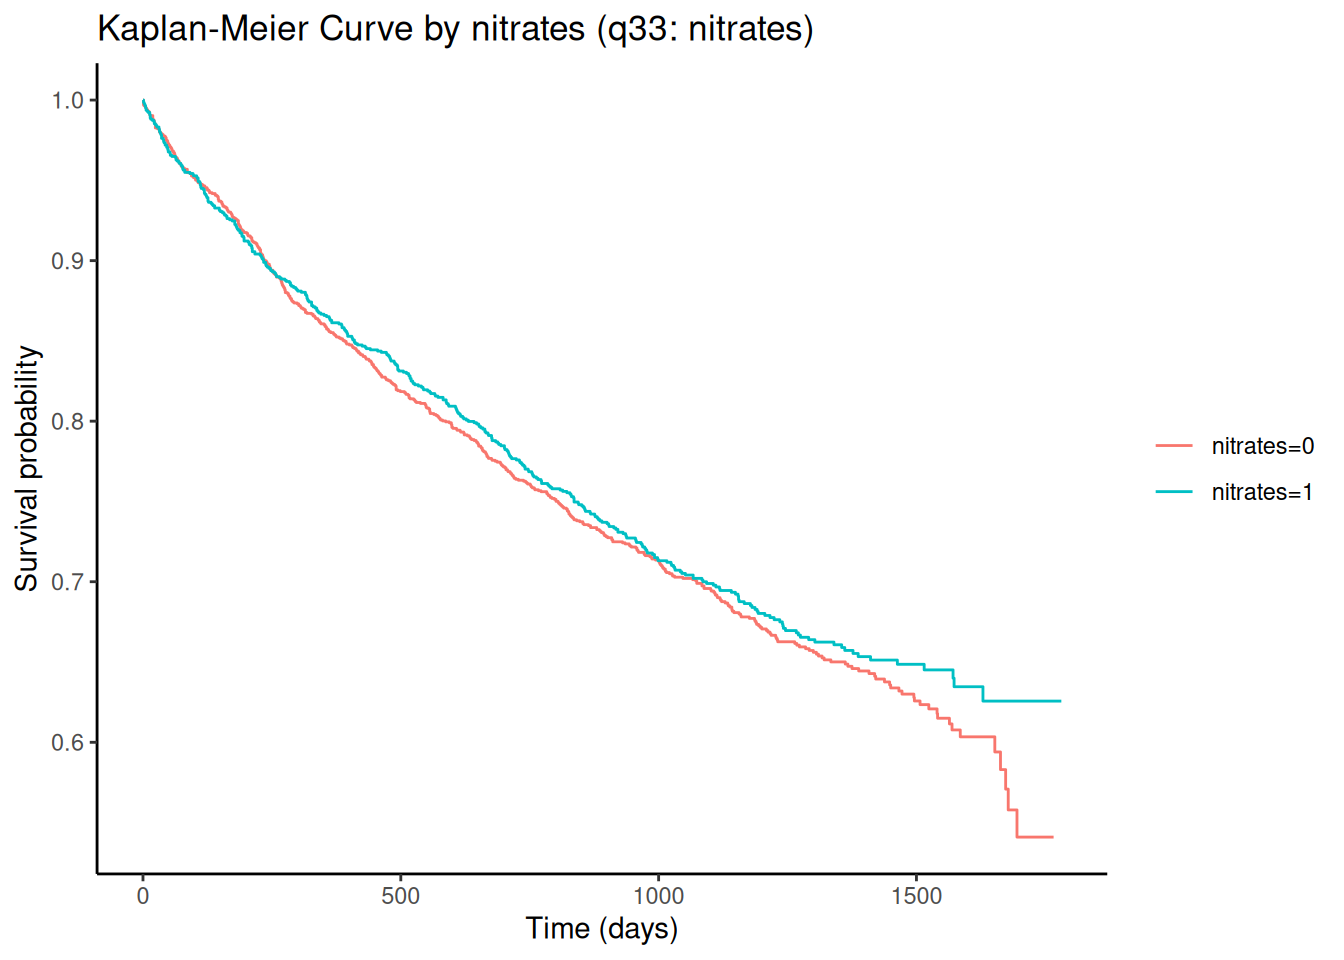 Kaplan-Meier Curve by nitrates (q33: nitrates)
1.0
0.9
0.8
0.7
0.6
Survival probability
0
500
1000
1500
Time (days)
nitrates=0
nitrates=1